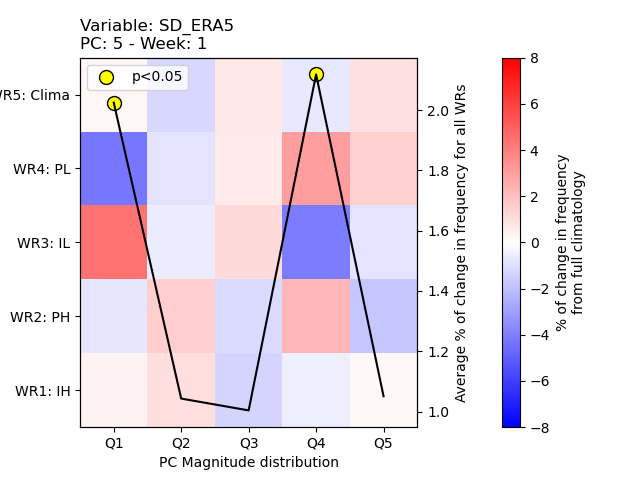 Variable: SD_ERA5
PC: 5 - Week: 1
p<0.05
WR5: Clima
WR4: PL
WR3: IL
WR2: PH
WR1: IH
Q1 Q2 Q3 Q4 Q5
PC Magnitude distribution
2.0
1.8
1.6
1.4
1.2
1.0
Average % of change in frequency for all WRs
8
6
4
2
0
−2
−4
−6
−8
% of change in frequency
from full climatology